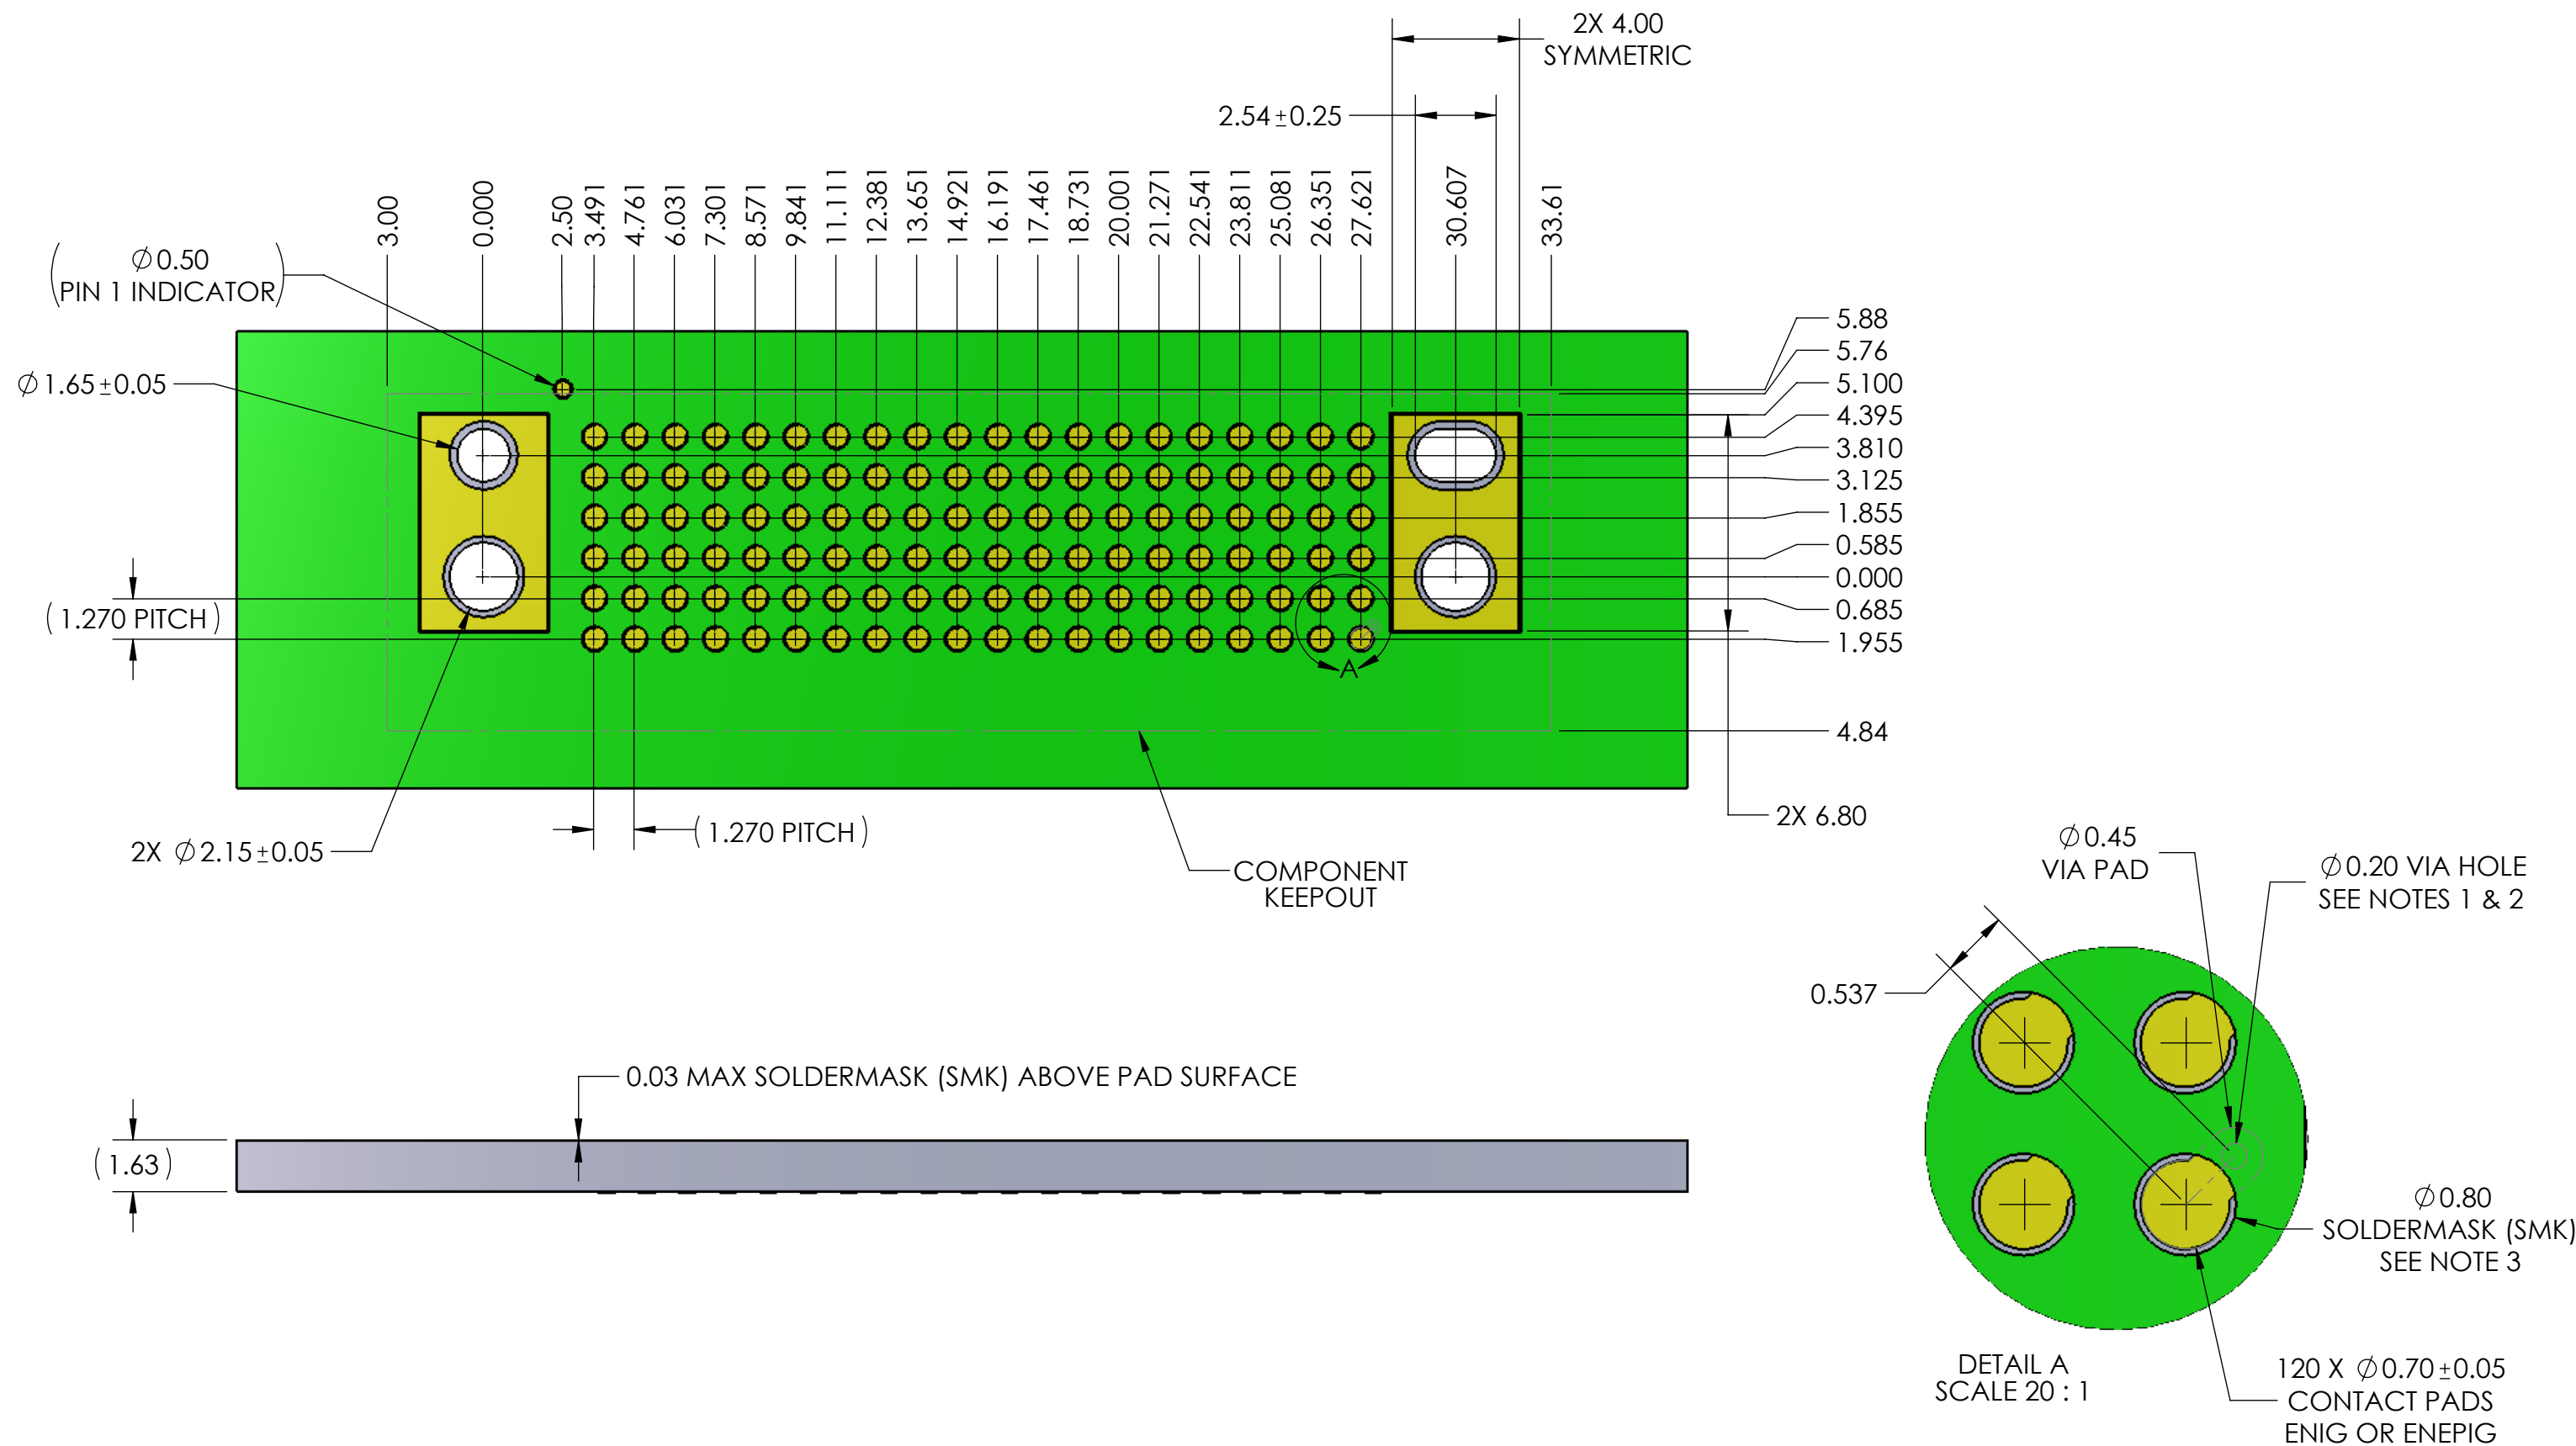 2X 4.00
SYMMETRIC
2.54±0.25
3.00
0.000
2.50
3.491
4.761
6.031
7.301
8.571
9.841
11.111
12.381
13.651
14.921
16.191
17.461
18.731
20.001
21.271
22.541
23.811
25.081
26.351
27.621
30.607
33.61
(∅0.50
PIN 1 INDICATOR)
∅1.65±0.05
5.88
5.76
5.100
4.395
3.810
3.125
1.855
0.585
0.000
0.685
1.955
4.84
(1.270 PITCH)
A
2X 6.80
(1.270 PITCH)
2X ∅2.15±0.05
COMPONENT
KEEPOUT
∅0.45
VIA PAD
∅0.20 VIA HOLE
SEE NOTES 1 & 2
0.537
0.03 MAX SOLDERMASK (SMK) ABOVE PAD SURFACE
(1.63)
∅0.80
SOLDERMASK (SMK)
SEE NOTE 3
DETAIL A
SCALE 20 : 1
120 X ∅0.70±0.05
CONTACT PADS
ENIG OR ENEPIG